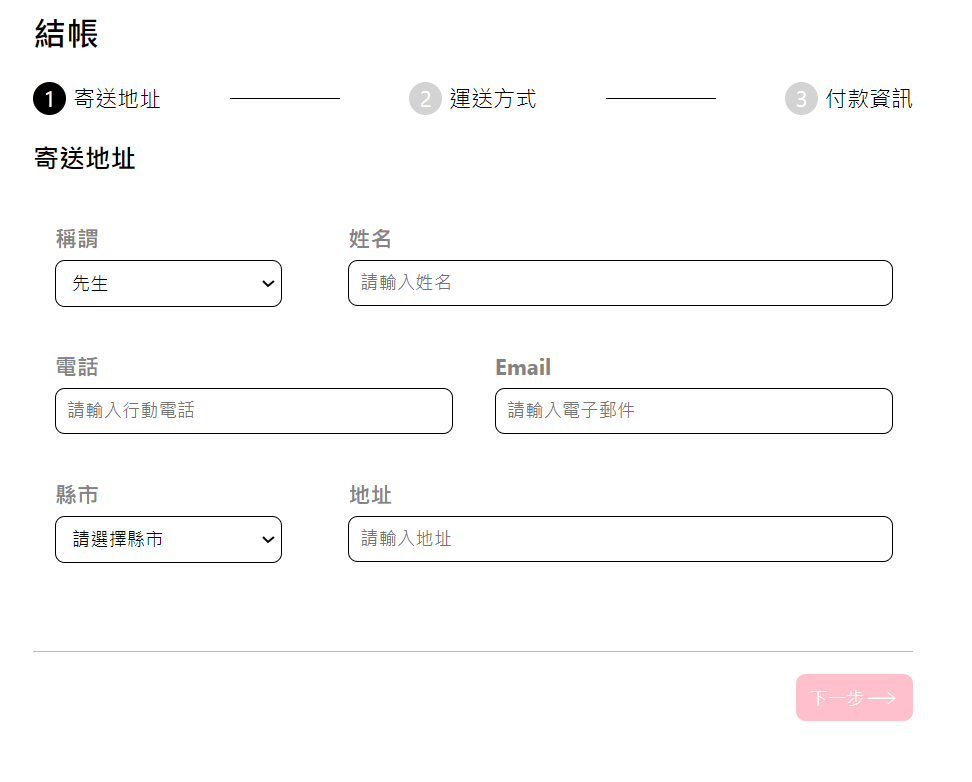 結帳
1 寄送地址 2 運送方式 3 付款資訊
寄送地址
稱謂 姓名
先生 請輸入姓名
電話 Email
請輸入行動電話 請輸入電子郵件
縣市 地址
請選擇縣市 請輸入地址
下一步→